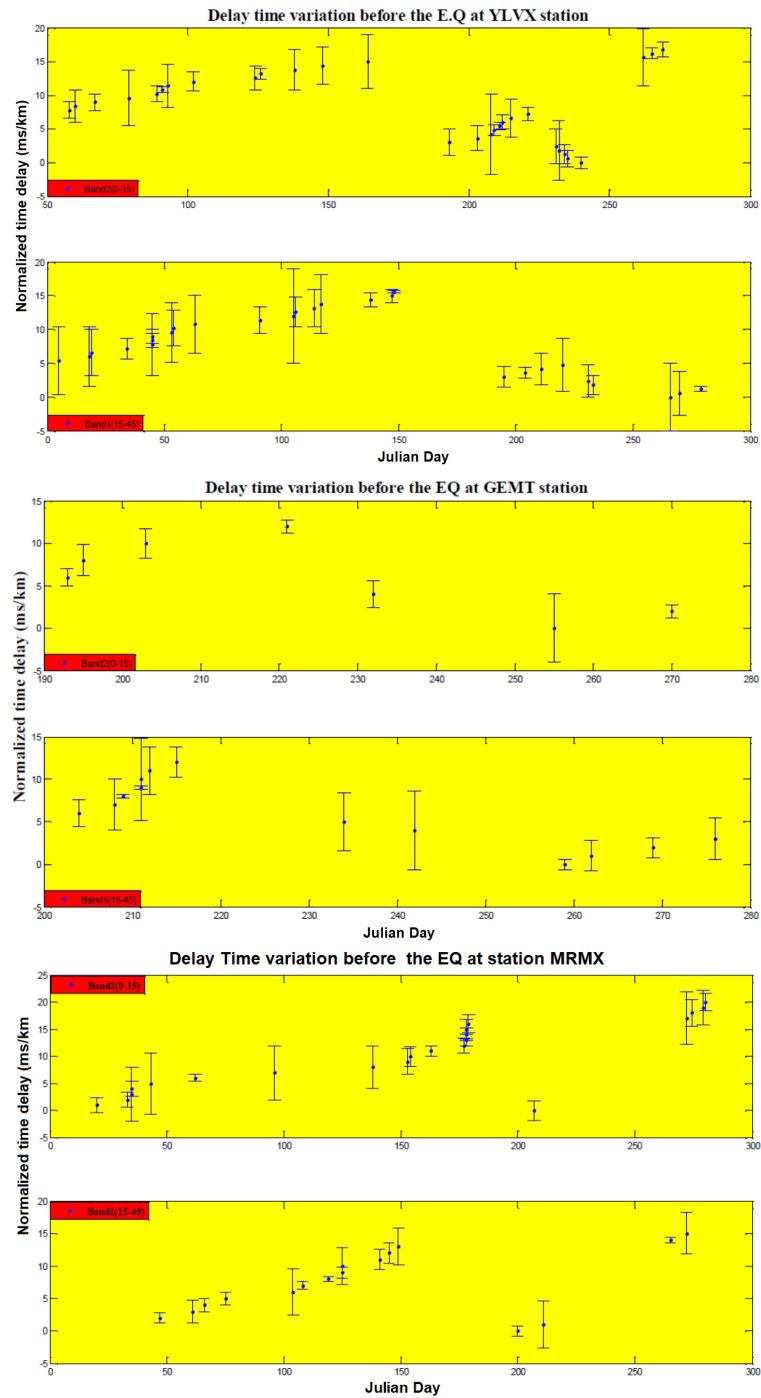 Delay time variation before the E.Q at YLVX station
Normalized time delay (ms/km)
20
15
10
5
0
-5
Band2(0-15)
50 100 150 200 250 300
20
15
10
5
0
-5
Band1(15-45)
0 50 100 150 200 250 300
Julian Day
Delay time variation before the EQ at GEMT station
Normalized time delay (ms/km)
15
10
5
0
-5
Band2(0-15)
190 200 210 220 230 240 250 260 270 280
15
10
5
0
-5
Band1(15-45)
200 210 220 230 240 250 260 270 280
Julian Day
Delay Time variation before the EQ at station MRMX
Normalized time delay (ms/km)
25
20
15
10
5
0
-5
Band2(0-15)
0 50 100 150 200 250 300
20
15
10
5
0
-5
Band1(15-45)
0 50 100 150 200 250 300
Julian Day